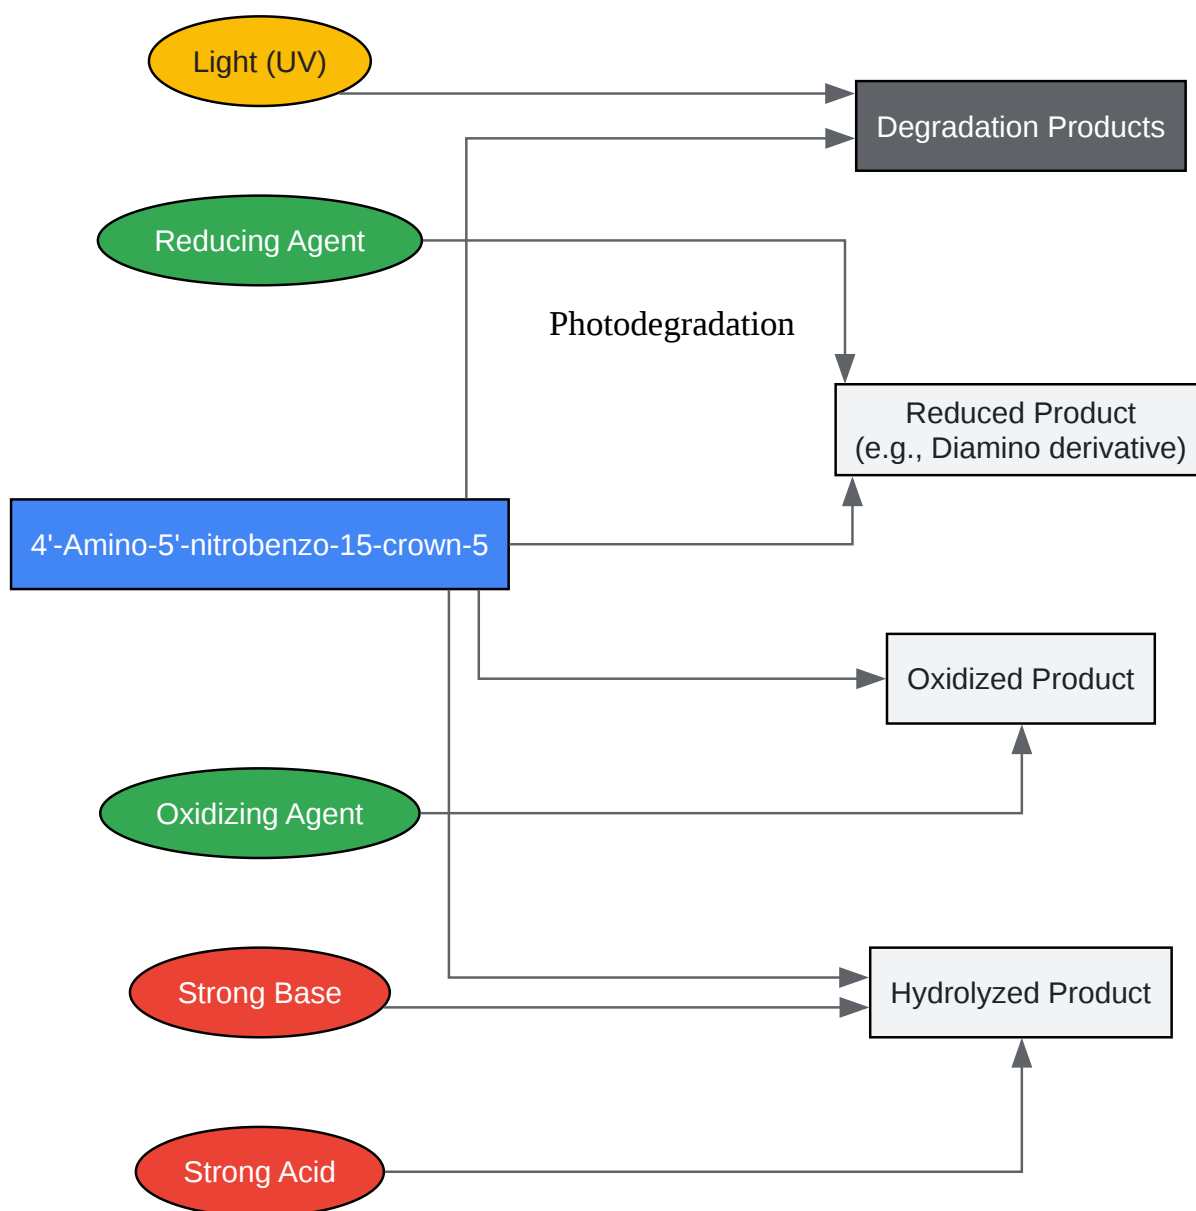 Light (UV)
Degradation Products
Reducing Agent
Photodegradation
Reduced Product
(e.g., Diamino derivative)
4'-Amino-5'-nitrobenzo-15-crown-5
Oxidized Product
Oxidizing Agent
Strong Base
Hydrolyzed Product
Strong Acid